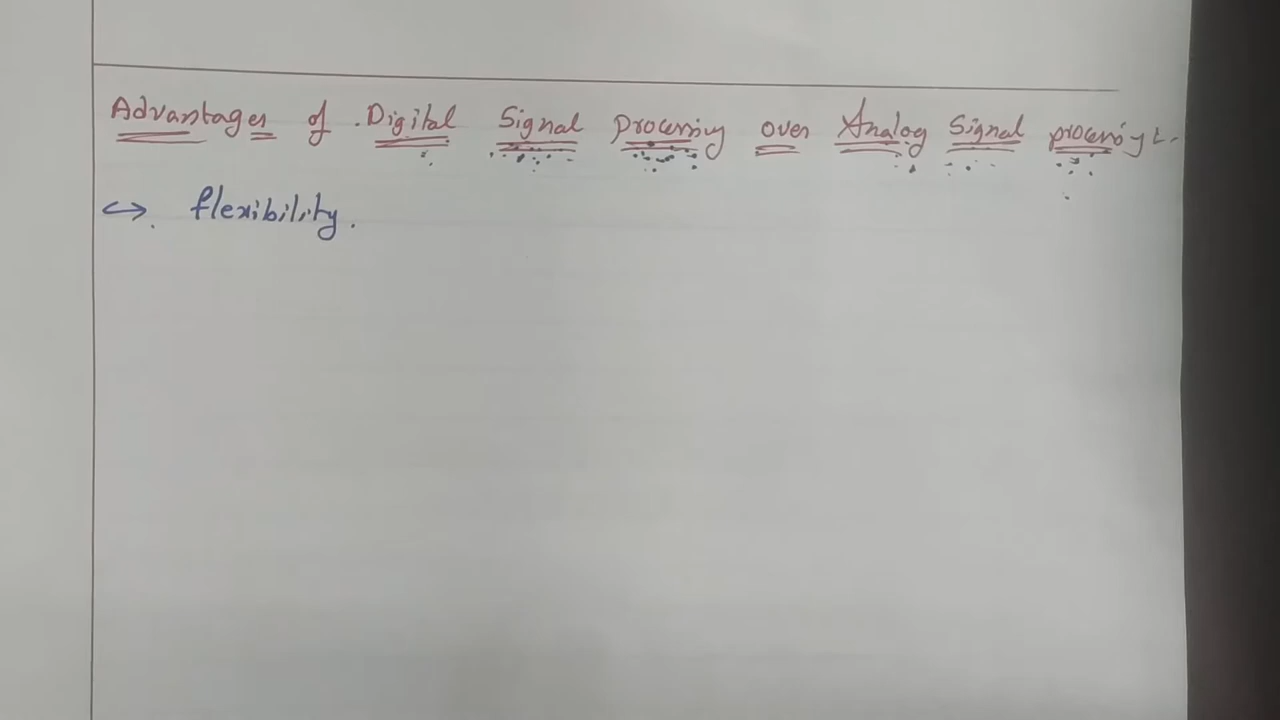 Advantages of Digital Signal Processing over Analog Signal processing :-
↔ flexibility.